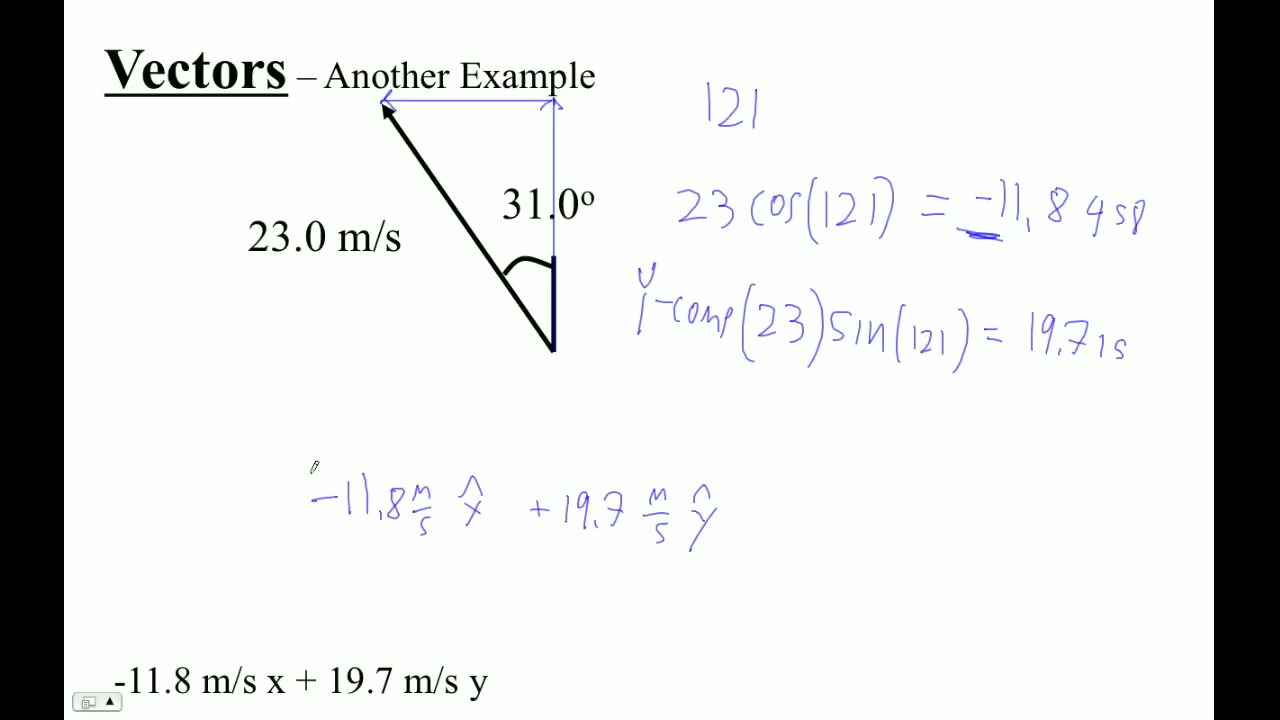 Vectors – Another Example
121
31.0º
23 cos(121) = -11.8458
23.0 m/s
y-comp(23) sin(121) = 19.715
-11.8 m/s x̂ + 19.7 m/s ŷ
-11.8 m/s x + 19.7 m/s y